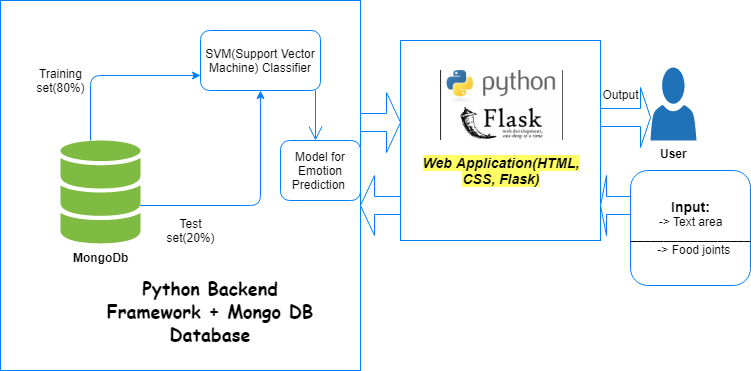 SVM(Support Vector
Machine) Classifier
Training
set(80%)
Model for
Emotion
Prediction
Test
set(20%)
MongoDb
Python Backend
Framework + Mongo DB
Database
python
Flask
web development,
one drop at a time
Web Application(HTML,
CSS, Flask)
Output
User
Input:
-> Text area
-> Food joints